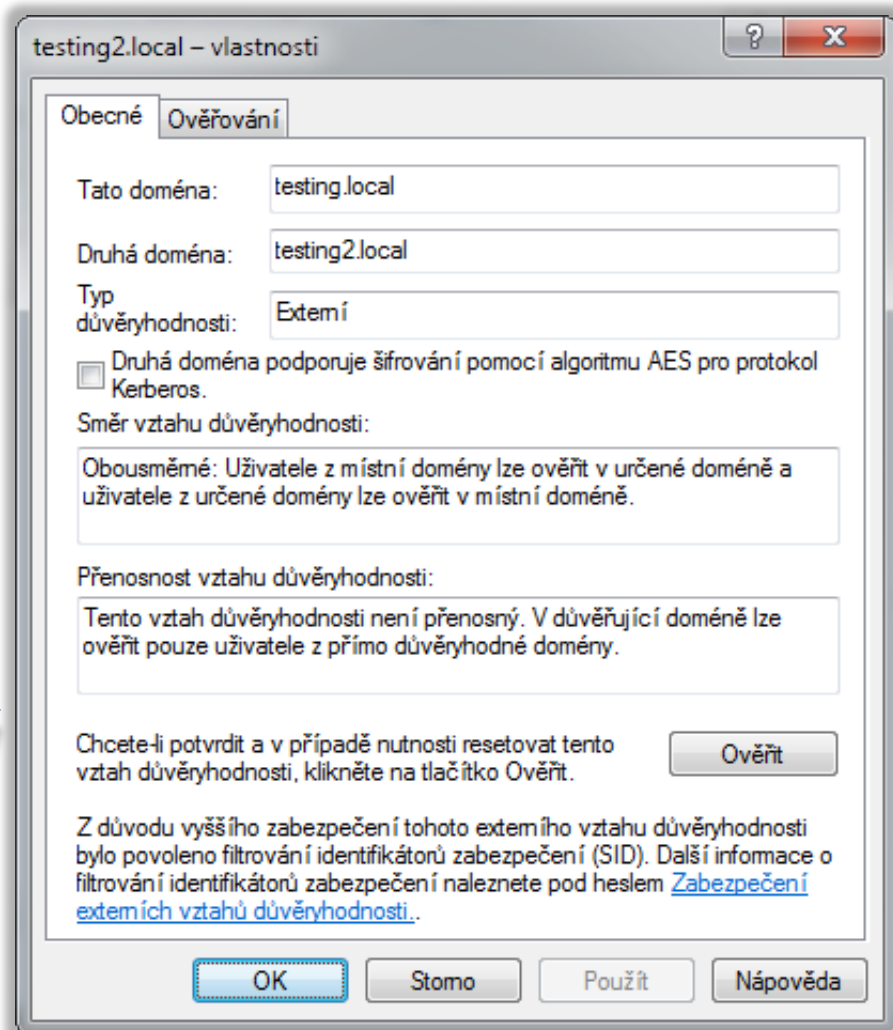 testing2.local – vlastnosti
Obecné
Ověřování
Tato doména:
testing.local
Druhá doména:
testing2.local
Typ
důvěryhodnosti:
Externí
Druhá doména podporuje šifrování pomocí algoritmu AES pro protokol
Kerberos.
Směr vztahu důvěryhodnosti:
Obousměrné: Uživatele z místní domény lze ověřit v určené doméně a
uživatele z určené domény lze ověřit v místní doméně.
Přenosnost vztahu důvěryhodnosti:
Tento vztah důvěryhodnosti není přenosný. V důvěřující doméně lze
ověřit pouze uživatele z přímo důvěryhodné domény.
Chcete-li potvrdit a v případě nutnosti resetovat tento
vztah důvěryhodnosti, klikněte na tlačítko Ověřit.
Ověřit
Z důvodu vyššího zabezpečení tohoto externího vztahu důvěryhodnosti
bylo povoleno filtrování identifikátorů zabezpečení (SID). Další informace o
filtrování identifikátorů zabezpečení naleznete pod heslem Zabezpečení
externích vztahů důvěryhodnosti..
OK
Storno
Použít
Nápověda